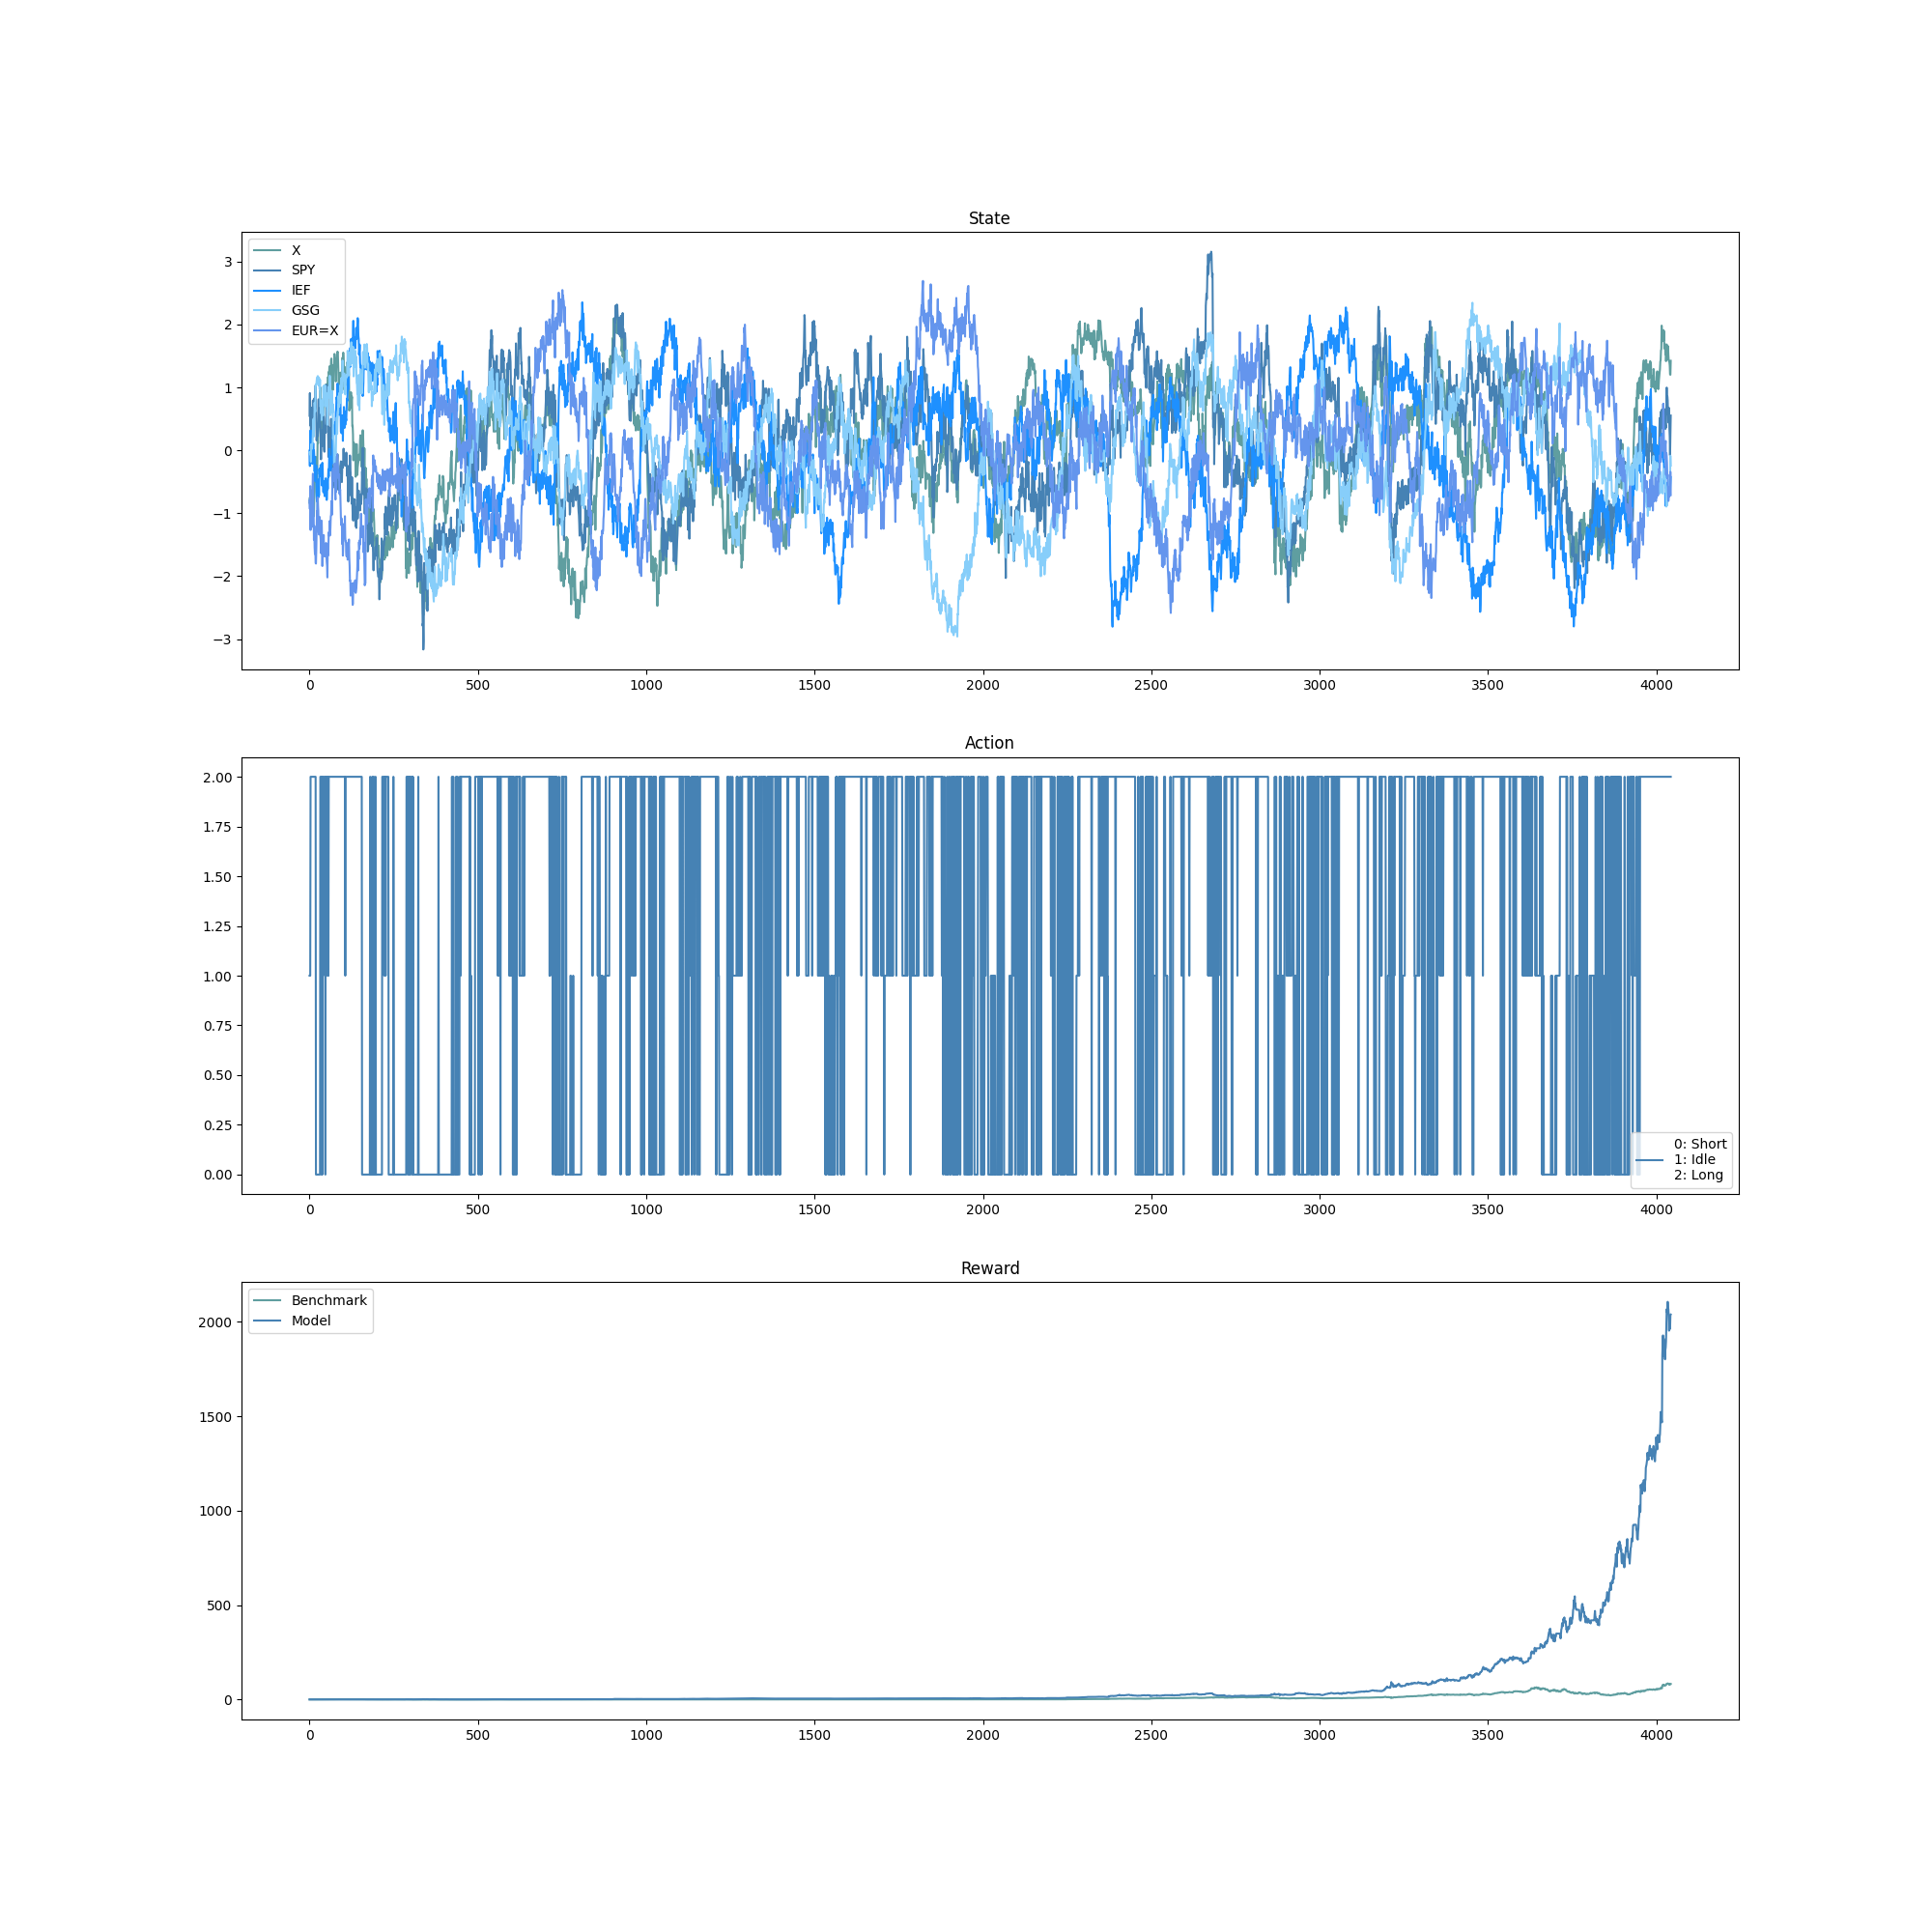 State
X
SPY
IEF
GSG
EUR=X
3
2
1
0
−1
−2
−3
0 500 1000 1500 2000 2500 3000 3500 4000
Action
2.00
1.75
1.50
1.25
1.00
0.75
0.50
0.25
0.00
0: Short
1: Idle
2: Long
0 500 1000 1500 2000 2500 3000 3500 4000
Reward
Benchmark
Model
2000
1500
1000
500
0
0 500 1000 1500 2000 2500 3000 3500 4000